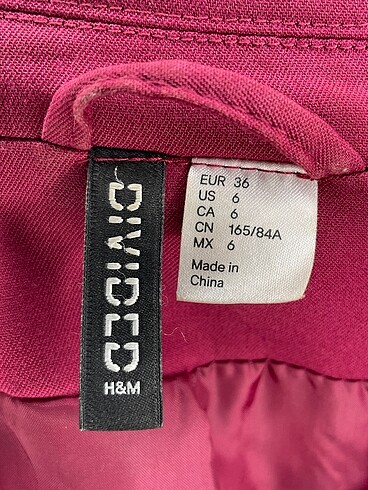 DIVIDED
H&M
EUR 36
US 6
CA 6
CN 165/84A
MX 6
Made in
China